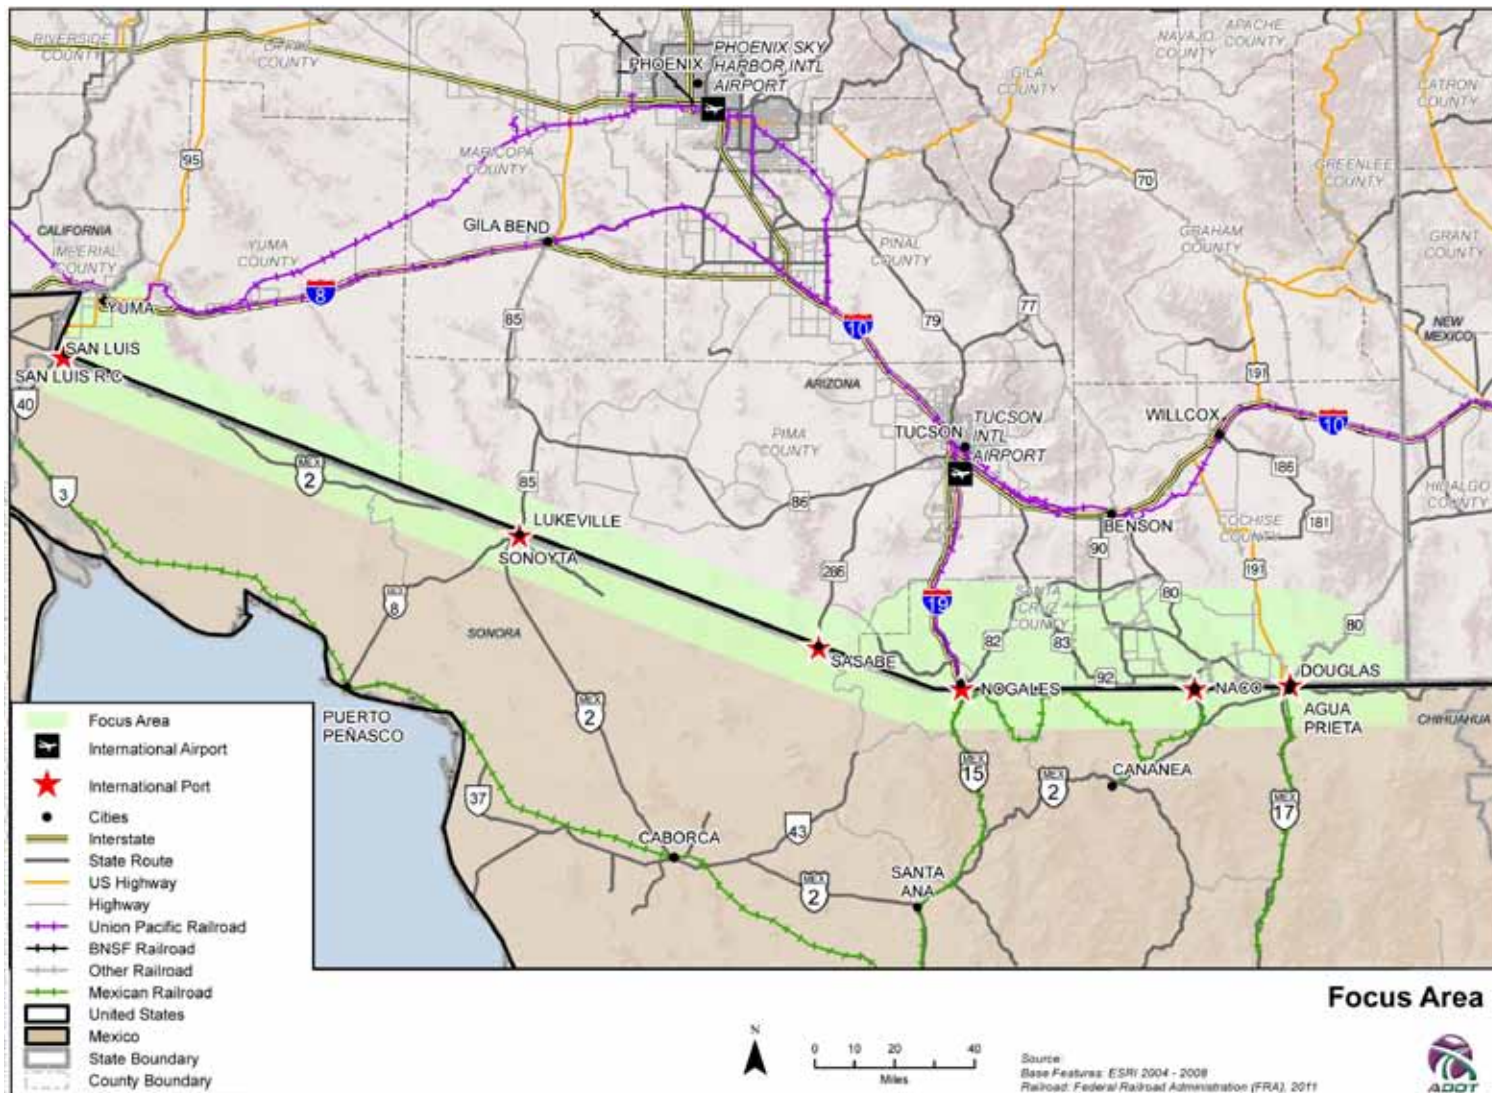 RIVERSIDE
COUNTY
COUNTY
PHOENIX
PHOENIX SKY
HARBOR INTL
AIRPORT
NAVAJO
COUNTY
APACHE
COUNTY
GILA
COUNTY
CATRON
COUNTY
95
MARICOPA
COUNTY
70
GREENLEE
COUNTY
CALIFORNIA
IMPERIAL
COUNTY
YUMA
COUNTY
GILA BEND
PINAL
COUNTY
GRAHAM
COUNTY
GRANT
COUNTY
8
YUMA
85
10
79
77
NEW
MEXICO
SAN LUIS
SAN LUIS R.C
40
ARIZONA
191
PIMA
COUNTY
TUCSON
TUCSON
INTL
AIRPORT
WILLCOX
10
MEX
2
3
85
86
186
HIDALGO
COUNTY
LUKEVILLE
SONOYTA
BENSON
COCHISE
COUNTY
181
90
286
191
MEX
8
19
SANTA
CRUZ
COUNTY
80
SONORA
82
83
80
SASABE
NOGALES
92
NACO
DOUGLAS
AGUA
PRIETA
CHIHUAHUA
PUERTO
PEÑASCO
MEX
2
MEX
15
MEX
2
CANANEA
MEX
17
37
CABORCA
43
SANTA
ANA
MEX
2
Focus Area
International Airport
International Port
Cities
Interstate
State Route
US Highway
Highway
Union Pacific Railroad
BNSF Railroad
Other Railroad
Mexican Railroad
United States
Mexico
State Boundary
County Boundary
Focus Area
N
0 10 20 40
Miles
Source:
Base Features: ESRI 2004 - 2008
Railroad: Federal Railroad Administration (FRA), 2011
ADOT